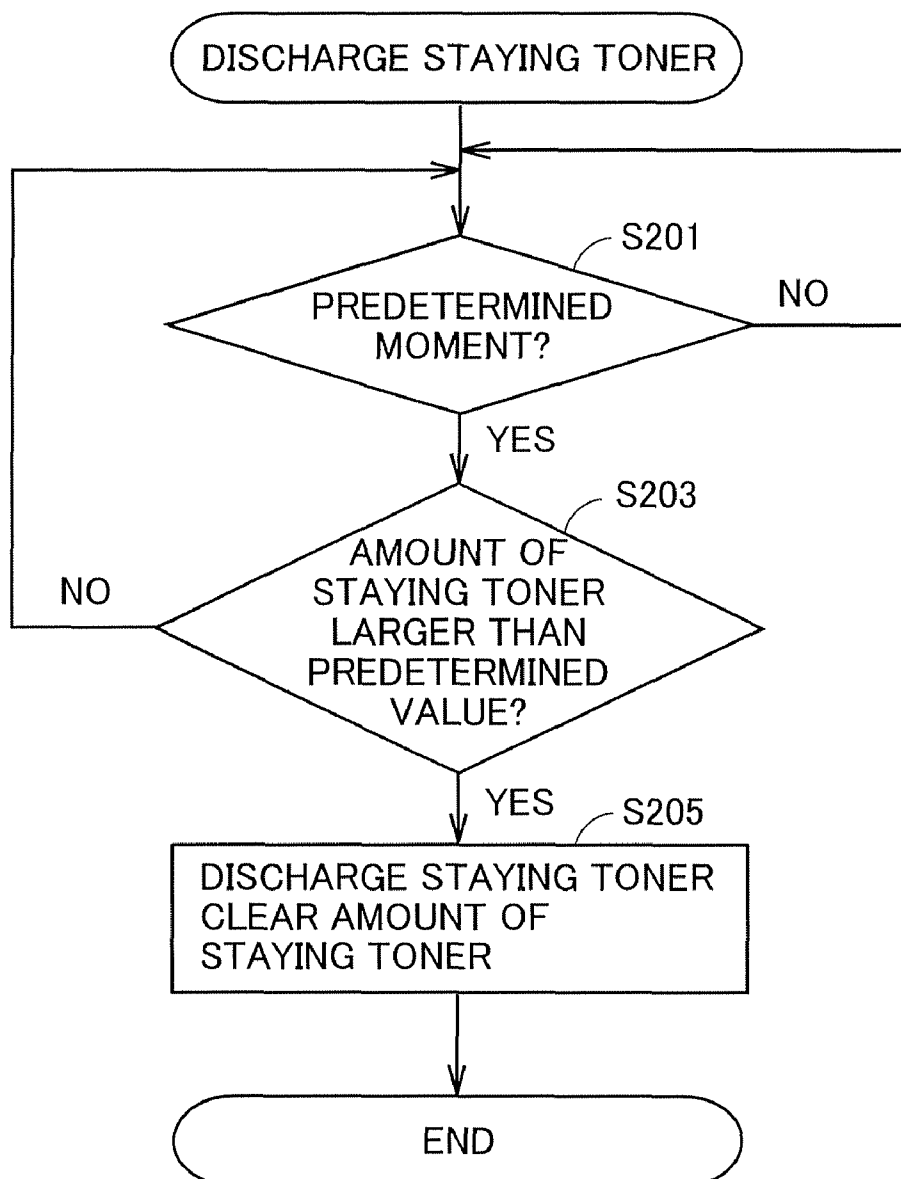 DISCHARGE STAYING TONER
S201
PREDETERMINED
MOMENT?
NO
YES
S203
AMOUNT OF
STAYING TONER
LARGER THAN
PREDETERMINED
VALUE?
NO
YES
S205
DISCHARGE STAYING TONER
CLEAR AMOUNT OF
STAYING TONER
END